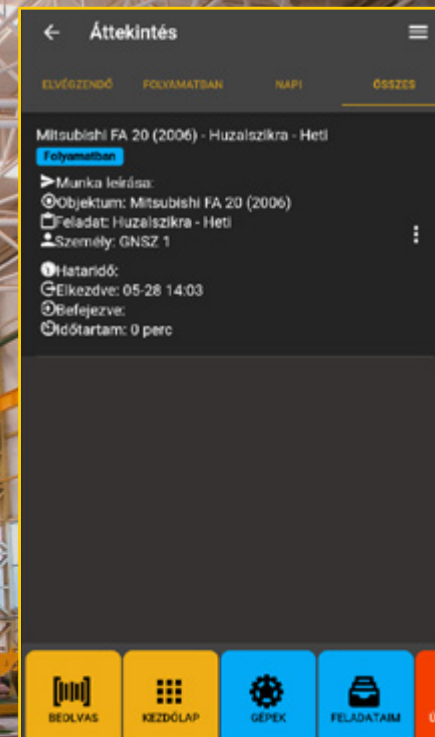 Áttekintés
ELVÉGZENDŐ FOLYAMATBAN NAPI ÖSSZES
Mitsubishi FA 20 (2006) - Huzalszikra - Heti
Folyamatban
Munka leírása:
Objektum: Mitsubishi FA 20 (2006)
Feladat: Huzalszikra - Heti
Személy: GNSZ 1
Hataridő:
Elkezdve: 05-28 14:03
Befejezve:
Időtartam: 0 perc
BEOLVAS KEZDŐLAP GÉPEK FELADATAIM